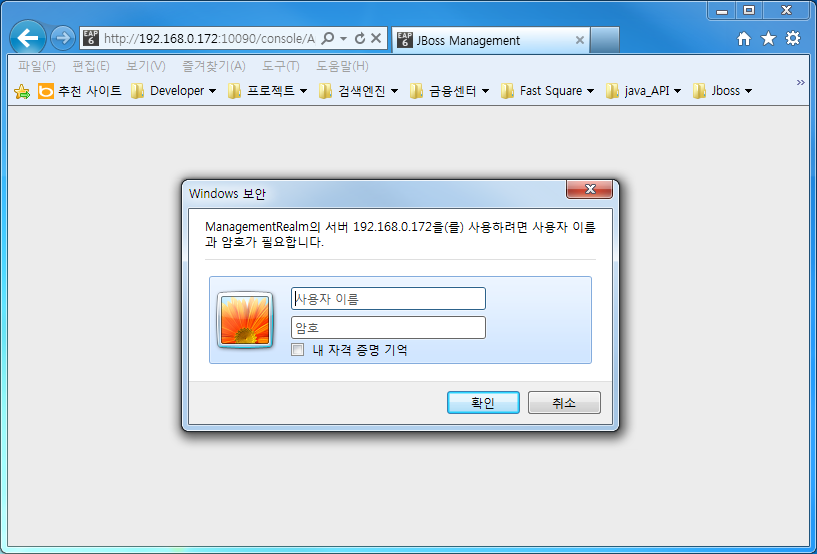 EAP 6 http://192.168.0.172:10090/console/A
EAP 6 JBoss Management
파일(F) 편집(E) 보기(V) 즐겨찾기(A) 도구(T) 도움말(H)
추천 사이트 Developer 프로젝트 검색엔진 금융센터 Fast Square java_API Jboss
Windows 보안
ManagementRealm의 서버 192.168.0.172을(를) 사용하려면 사용자 이름
과 암호가 필요합니다.
사용자 이름
암호
내 자격 증명 기억
확인 취소